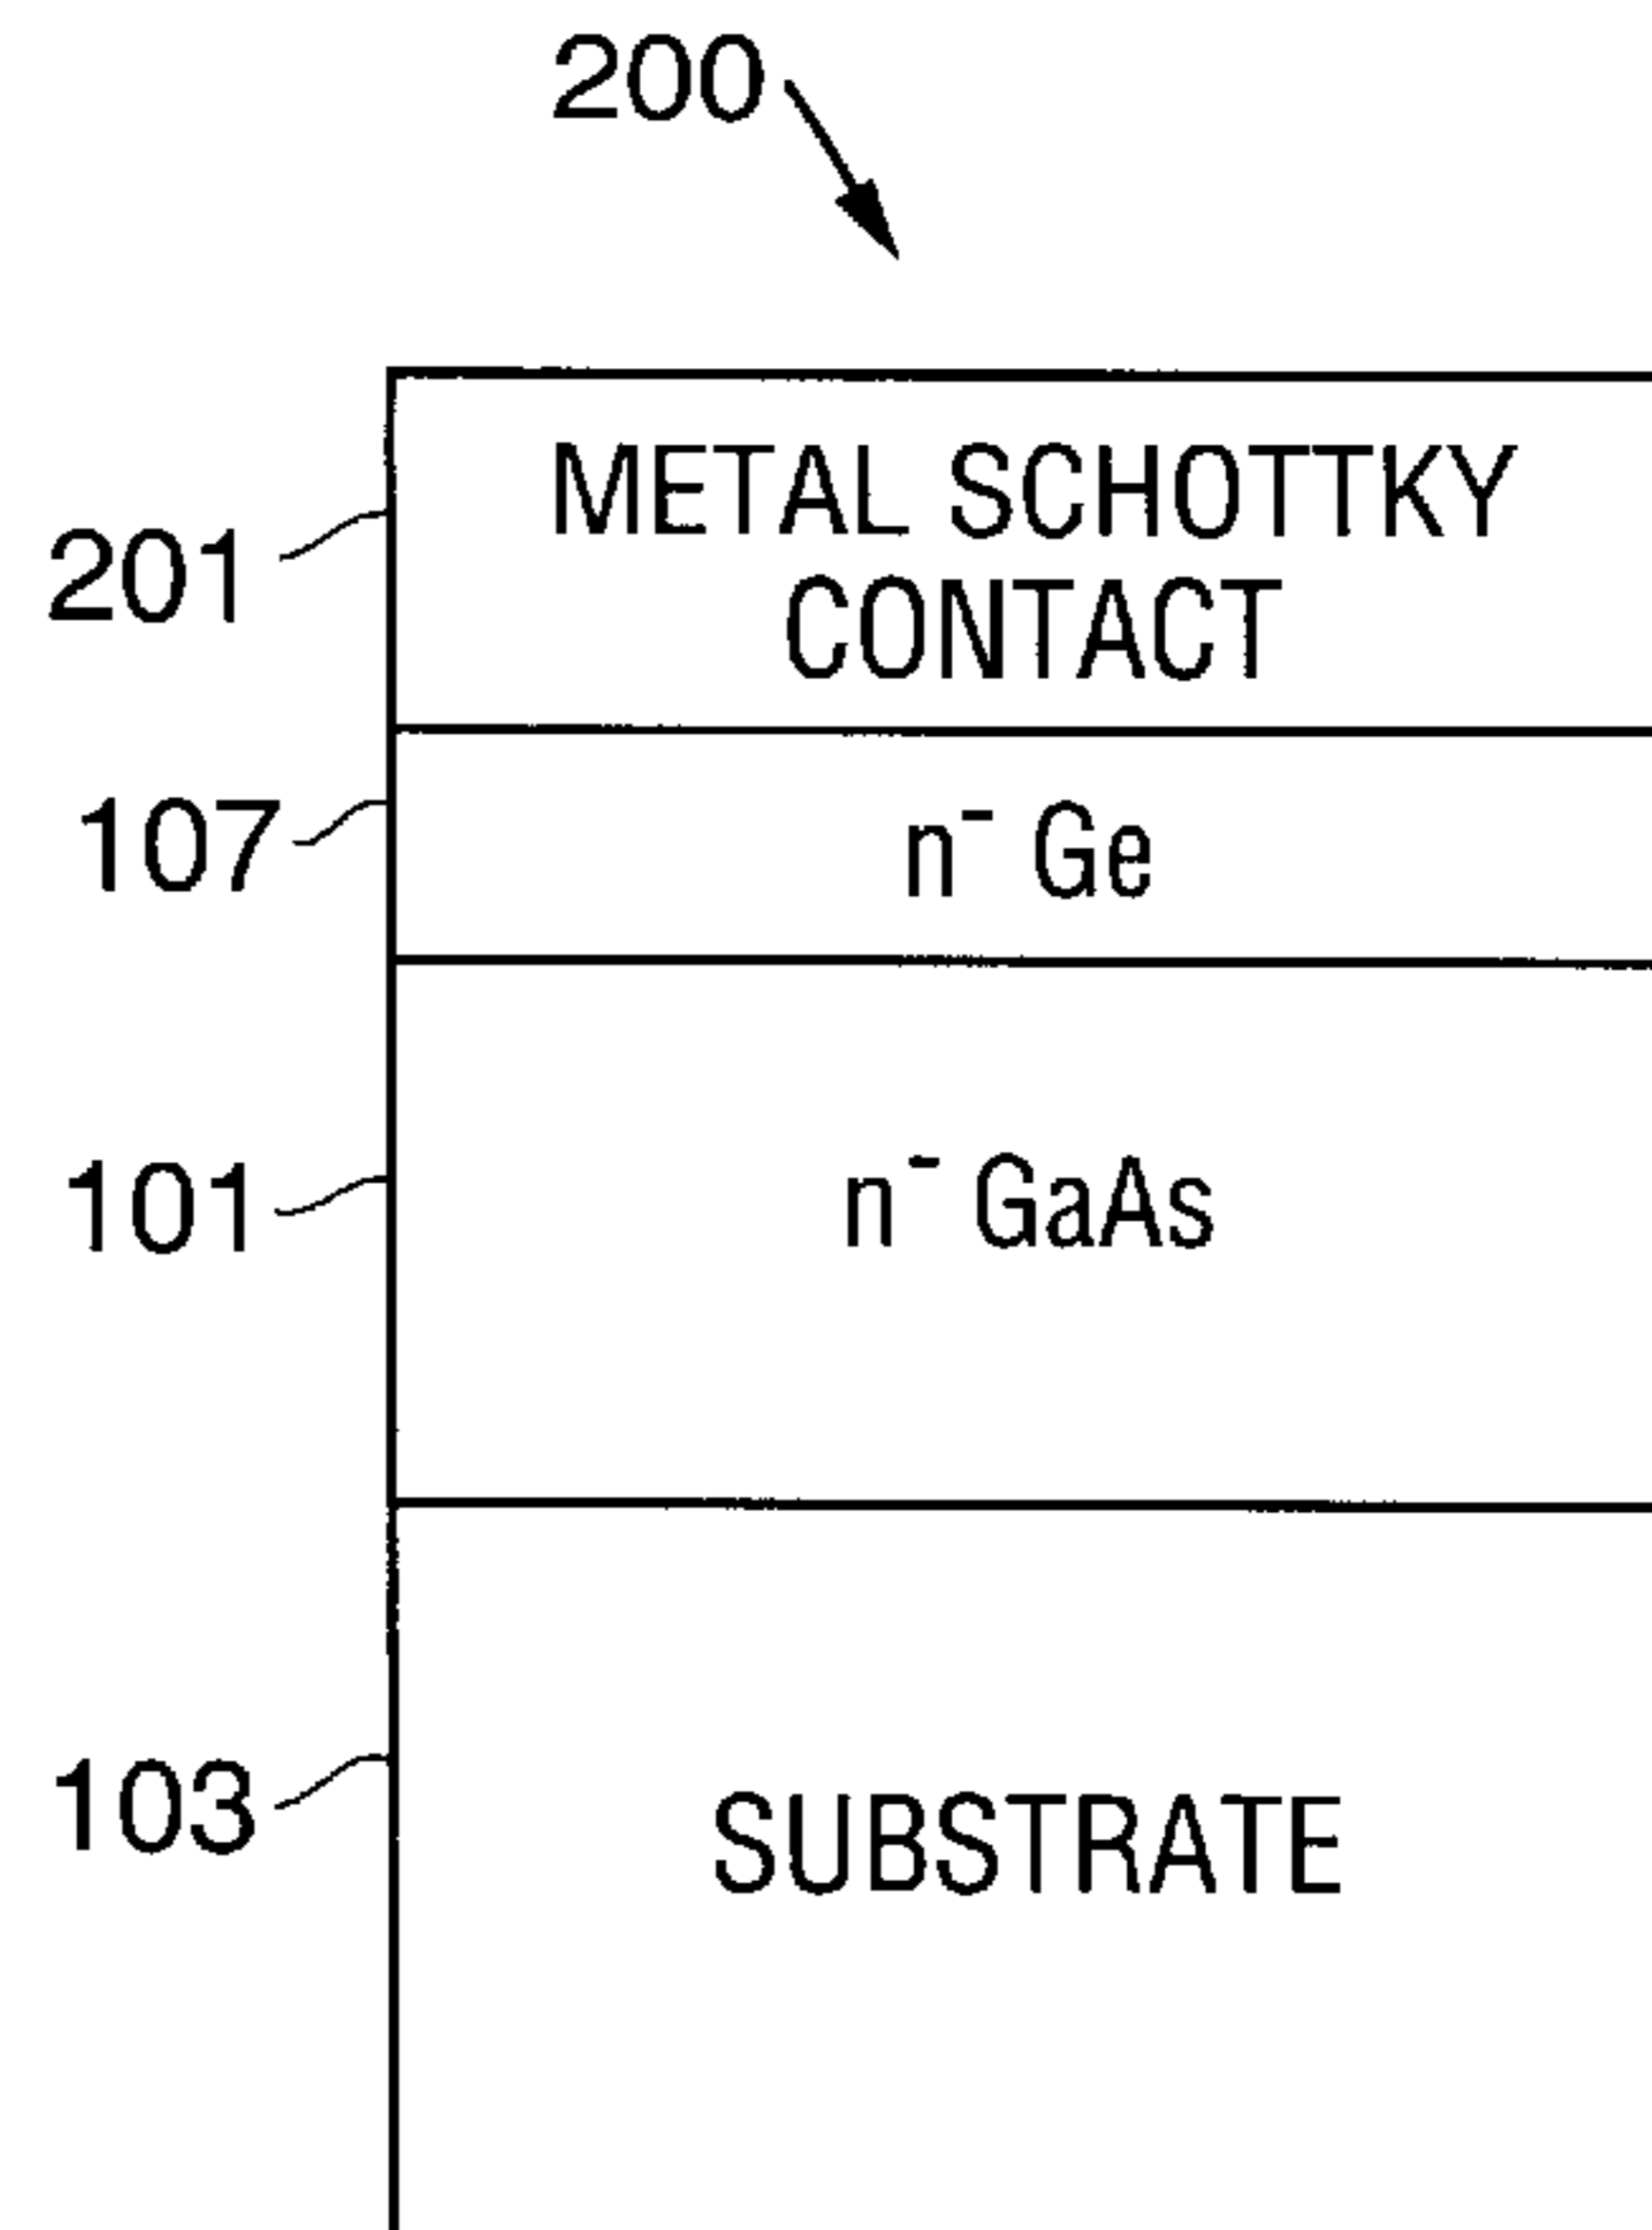 200
METAL SCHOTTKY
CONTACT
201
107
n⁻ Ge
101
n⁻ GaAs
103
SUBSTRATE